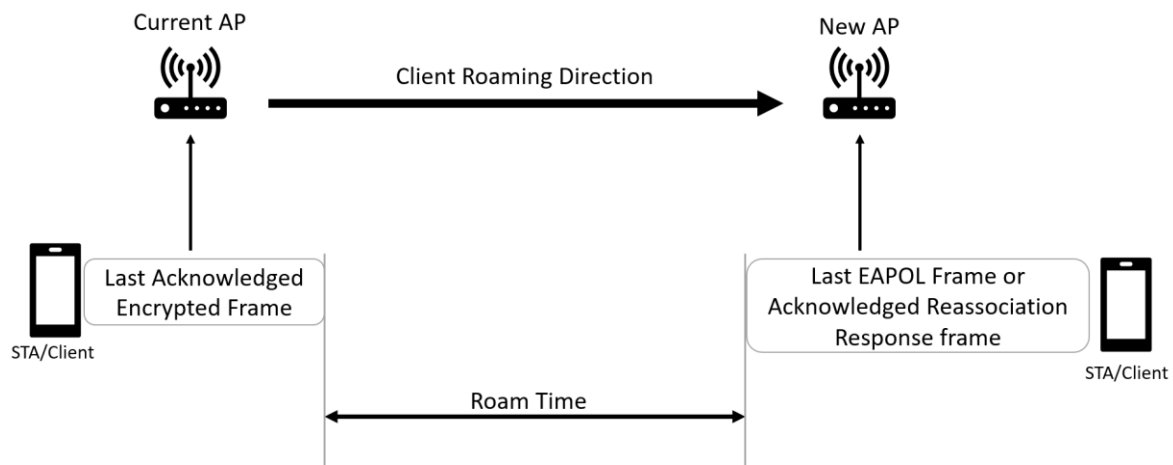 Current AP
New AP
Client Roaming Direction
Last Acknowledged
Encrypted Frame
STA/Client
Last EAPOL Frame or
Acknowledged Reassociation
Response frame
STA/Client
Roam Time